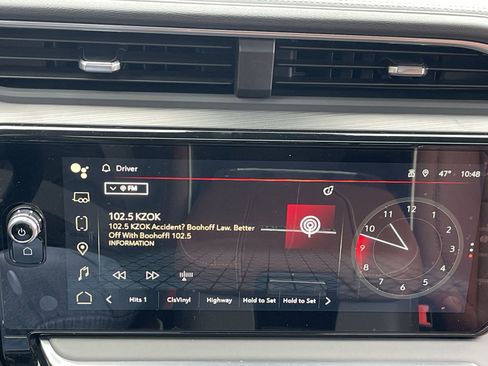 Driver
47°
10:48
FM
102.5 KZOK
102.5 KZOK Accident? Boohoff Law. Better
Off With Boohoff! 102.5
INFORMATION
Hits 1
ClsVinyl
Highway
Hold to Set
Hold to Set
12
1
2
3
4
5
6
7
8
9
10
11